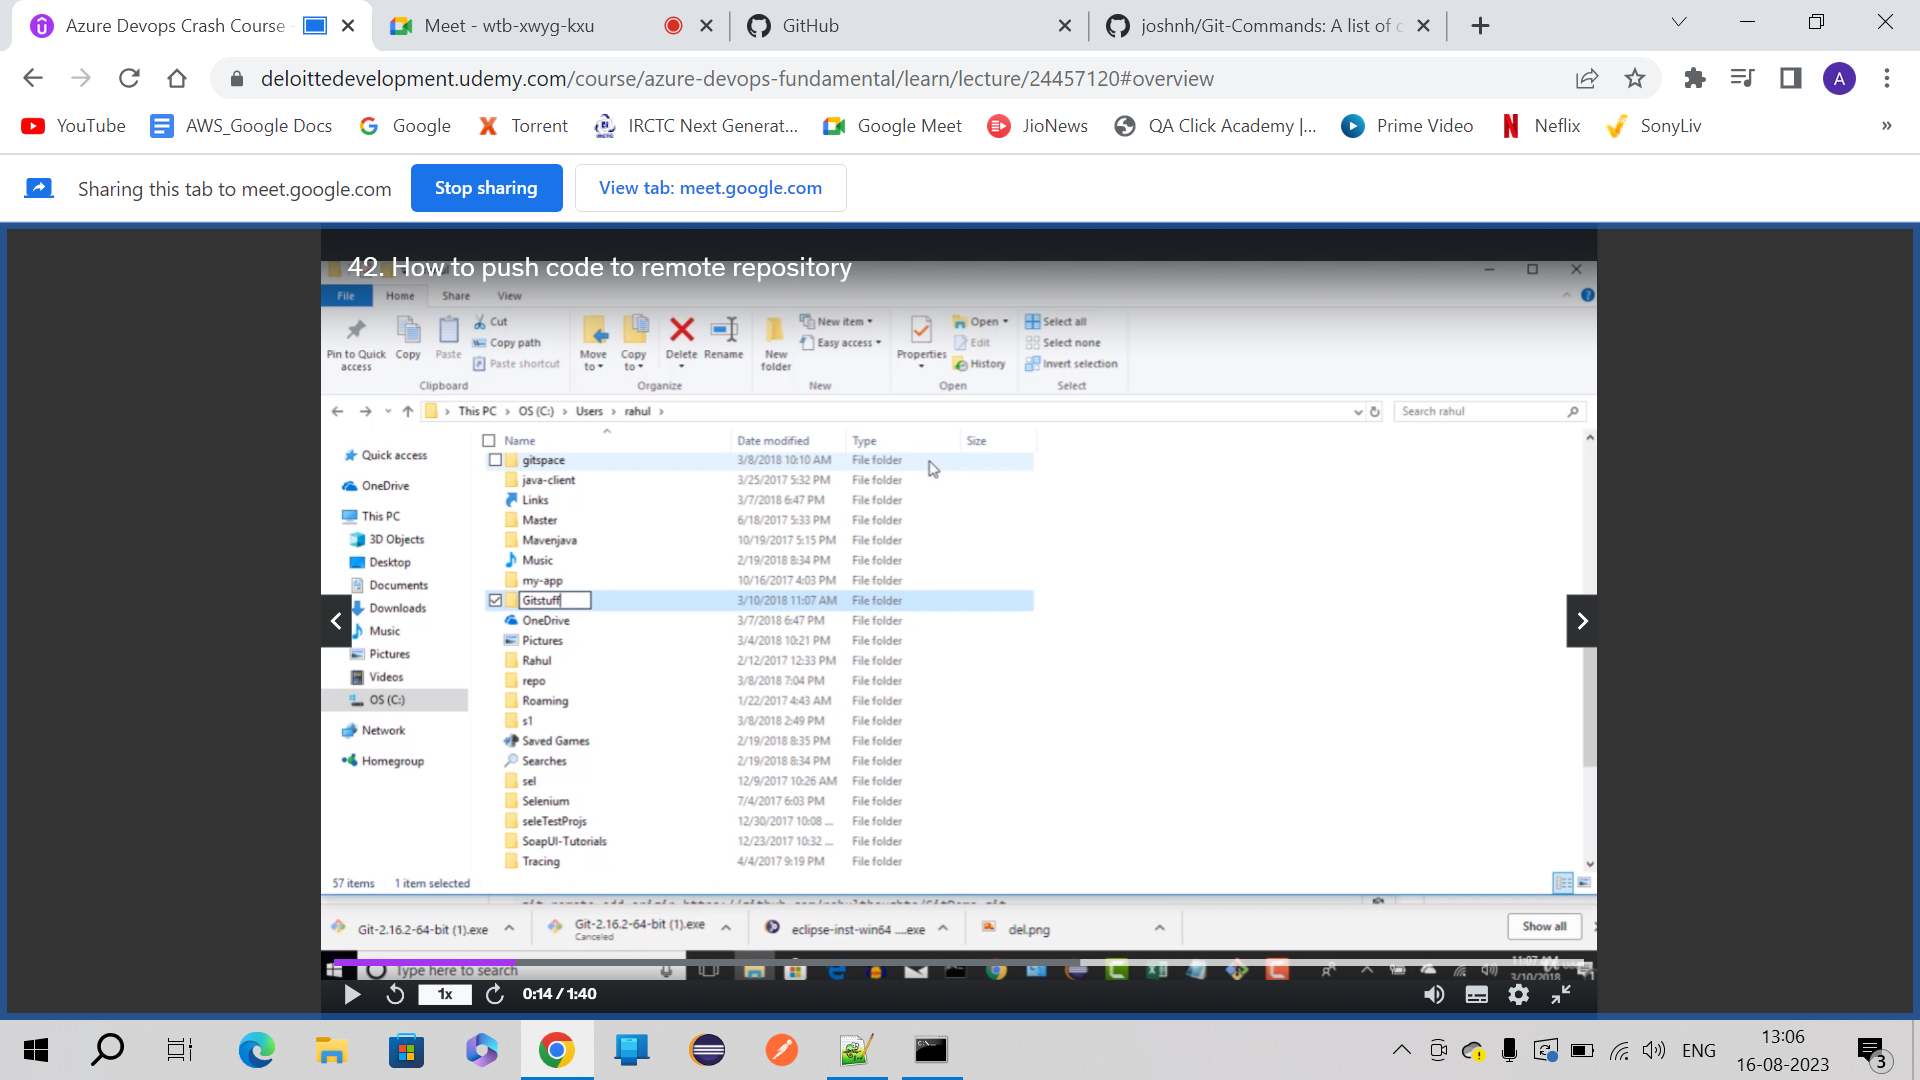 Azure Devops Crash Course
Meet - wtb-xwyg-kxu
GitHub
joshnh/Git-Commands: A list of c
deloittedevelopment.udemy.com/course/azure-devops-fundamental/learn/lecture/24457120#overview
A
YouTube AWS_Google Docs Google Torrent IRCTC Next Generat... Google Meet JioNews QA Click Academy |... Prime Video Neflix SonyLiv »
Sharing this tab to meet.google.com Stop sharing View tab: meet.google.com
42. How to push code to remote repository
File Home Share View
Pin to Quick access
Copy
Paste
Cut
Copy path
Paste shortcut
Move to
Copy to
Delete
Rename
New folder
New item
Easy access
Properties
Open
Edit
History
Select all
Select none
Invert selection
Clipboard Organize New Open Select
This PC > OS (C:) > Users > rahul >
Search rahul
Quick access
OneDrive
This PC
3D Objects
Desktop
Documents
Downloads
Music
Pictures
Videos
OS (C:)
Network
Homegroup
Name Date modified Type Size
gitspace 3/8/2018 10:10 AM File folder
java-client 3/25/2017 5:32 PM File folder
Links 3/7/2018 6:47 PM File folder
Master 6/18/2017 5:33 PM File folder
Mavenjava 10/19/2017 5:15 PM File folder
Music 2/19/2018 8:34 PM File folder
my-app 10/16/2017 4:03 PM File folder
Gitstuff 3/10/2018 11:07 AM File folder
OneDrive 3/7/2018 6:47 PM File folder
Pictures 3/4/2018 10:21 PM File folder
Rahul 2/12/2017 12:33 PM File folder
repo 3/8/2018 7:04 PM File folder
Roaming 1/22/2017 4:43 AM File folder
s1 3/8/2018 2:49 PM File folder
Saved Games 2/19/2018 8:35 PM File folder
Searches 2/19/2018 8:34 PM File folder
sel 12/9/2017 10:26 AM File folder
Selenium 7/4/2017 6:03 PM File folder
seleTestProjs 12/30/2017 10:08 ... File folder
SoapUI-Tutorials 12/23/2017 10:32 ... File folder
Tracing 4/4/2017 9:19 PM File folder
57 items 1 item selected
Git-2.16.2-64-bit (1).exe
Git-2.16.2-64-bit (1).exe
Canceled
eclipse-inst-win64 ....exe
del.png
Show all
Type here to search
3/10/2018
1x 0:14 / 1:40
ENG
13:06
16-08-2023
3